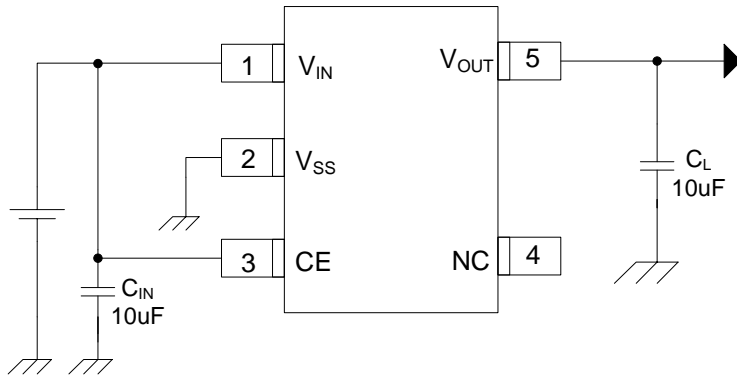 1 V_IN
V_OUT 5
2 V_SS
C_L
10uF
3 CE
NC 4
C_IN
10uF